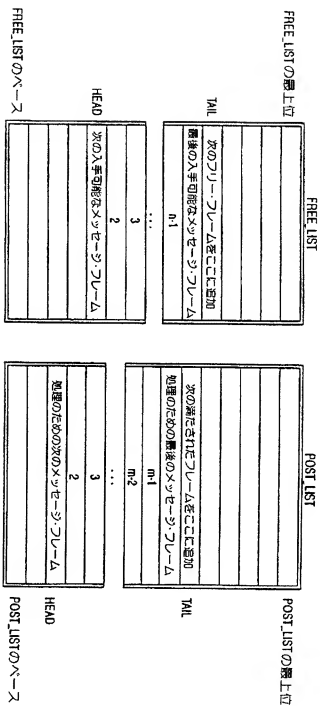 FREE_LIST
FREE_LISTの最上位
TAIL
次のフリー・フレームをここに追加
最後の入手可能なメッセージ・フレーム
n-1
...
3
2
次の入手可能なメッセージ・フレーム
HEAD
FREE_LISTのベース
POST_LIST
POST_LISTの最上位
次の満たされたフレームをここに追加
TAIL
処理のための最後のメッセージ・フレーム
m-1
m-2
...
3
2
処理のための次のメッセージ・フレーム
HEAD
POST_LISTのベース